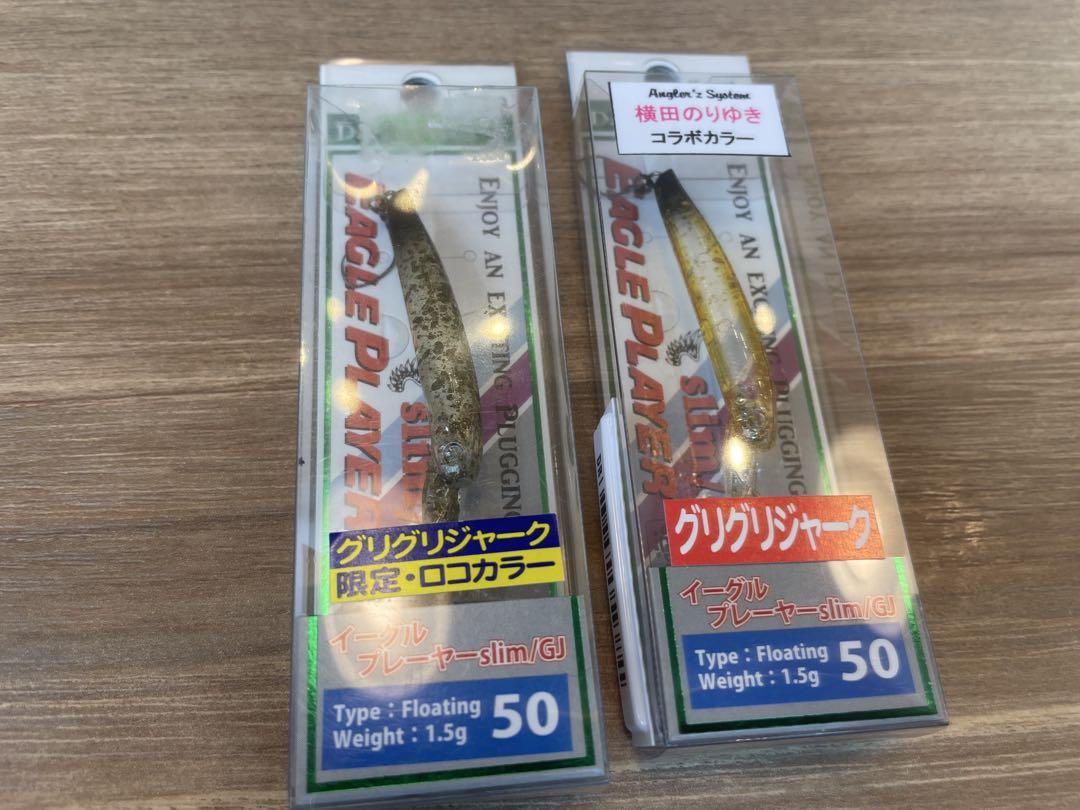 D
EAGLE PLAYER
slim
ENJOY AN EXCITING PLUGGING
グリグリジャーク
限定・ロコカラー
イーグル
プレーヤーslim/GJ
Type：Floating
Weight：1.5g
50
Angler'z System
横田のりゆき
コラボカラー
EAGLE PLAYER
slim
ENJOY AN EXCITING PLUGGING
グリグリジャーク
イーグル
プレーヤーslim/GJ
Type：Floating
Weight：1.5g
50